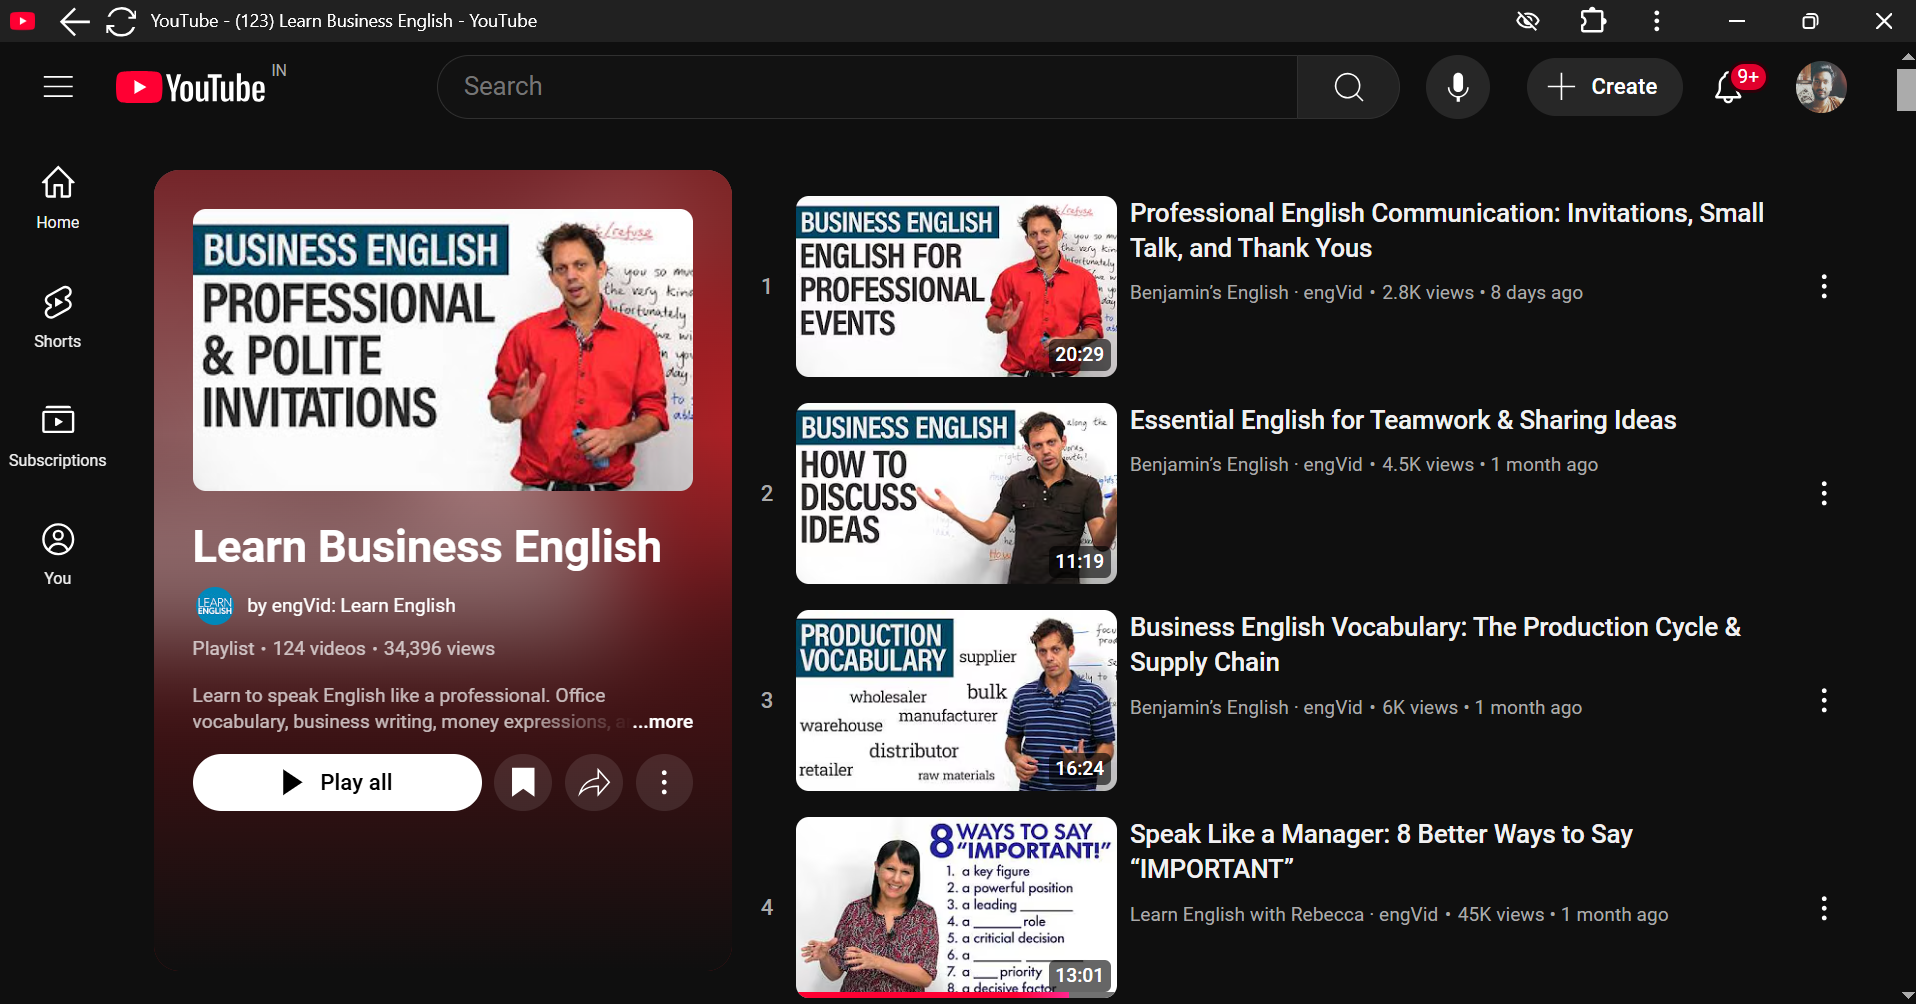 YouTube - (123) Learn Business English - YouTube
YouTube IN
Search
Create
9+
Home
Shorts
Subscriptions
You
BUSINESS ENGLISH
PROFESSIONAL
& POLITE
INVITATIONS
Learn Business English
LEARN
ENGLISH
by engVid: Learn English
Playlist • 124 videos • 34,396 views
Learn to speak English like a professional. Office
vocabulary, business writing, money expressions, ...more
Play all
1
BUSINESS ENGLISH
ENGLISH FOR
PROFESSIONAL
EVENTS
20:29
Professional English Communication: Invitations, Small
Talk, and Thank Yous
Benjamin’s English · engVid • 2.8K views • 8 days ago
2
BUSINESS ENGLISH
HOW TO
DISCUSS
IDEAS
11:19
Essential English for Teamwork & Sharing Ideas
Benjamin’s English · engVid • 4.5K views • 1 month ago
3
PRODUCTION
VOCABULARY
supplier
wholesaler
bulk
warehouse
manufacturer
distributor
retailer
raw materials
16:24
Business English Vocabulary: The Production Cycle &
Supply Chain
Benjamin’s English · engVid • 6K views • 1 month ago
4
8 WAYS TO SAY
“IMPORTANT!”
1. a key figure
2. a powerful position
3. a leading ______
4. a ______ role
5. a criticial decision
6. a ______ ______
7. a ___ priority
8. a decisive factor
13:01
Speak Like a Manager: 8 Better Ways to Say
“IMPORTANT”
Learn English with Rebecca · engVid • 45K views • 1 month ago